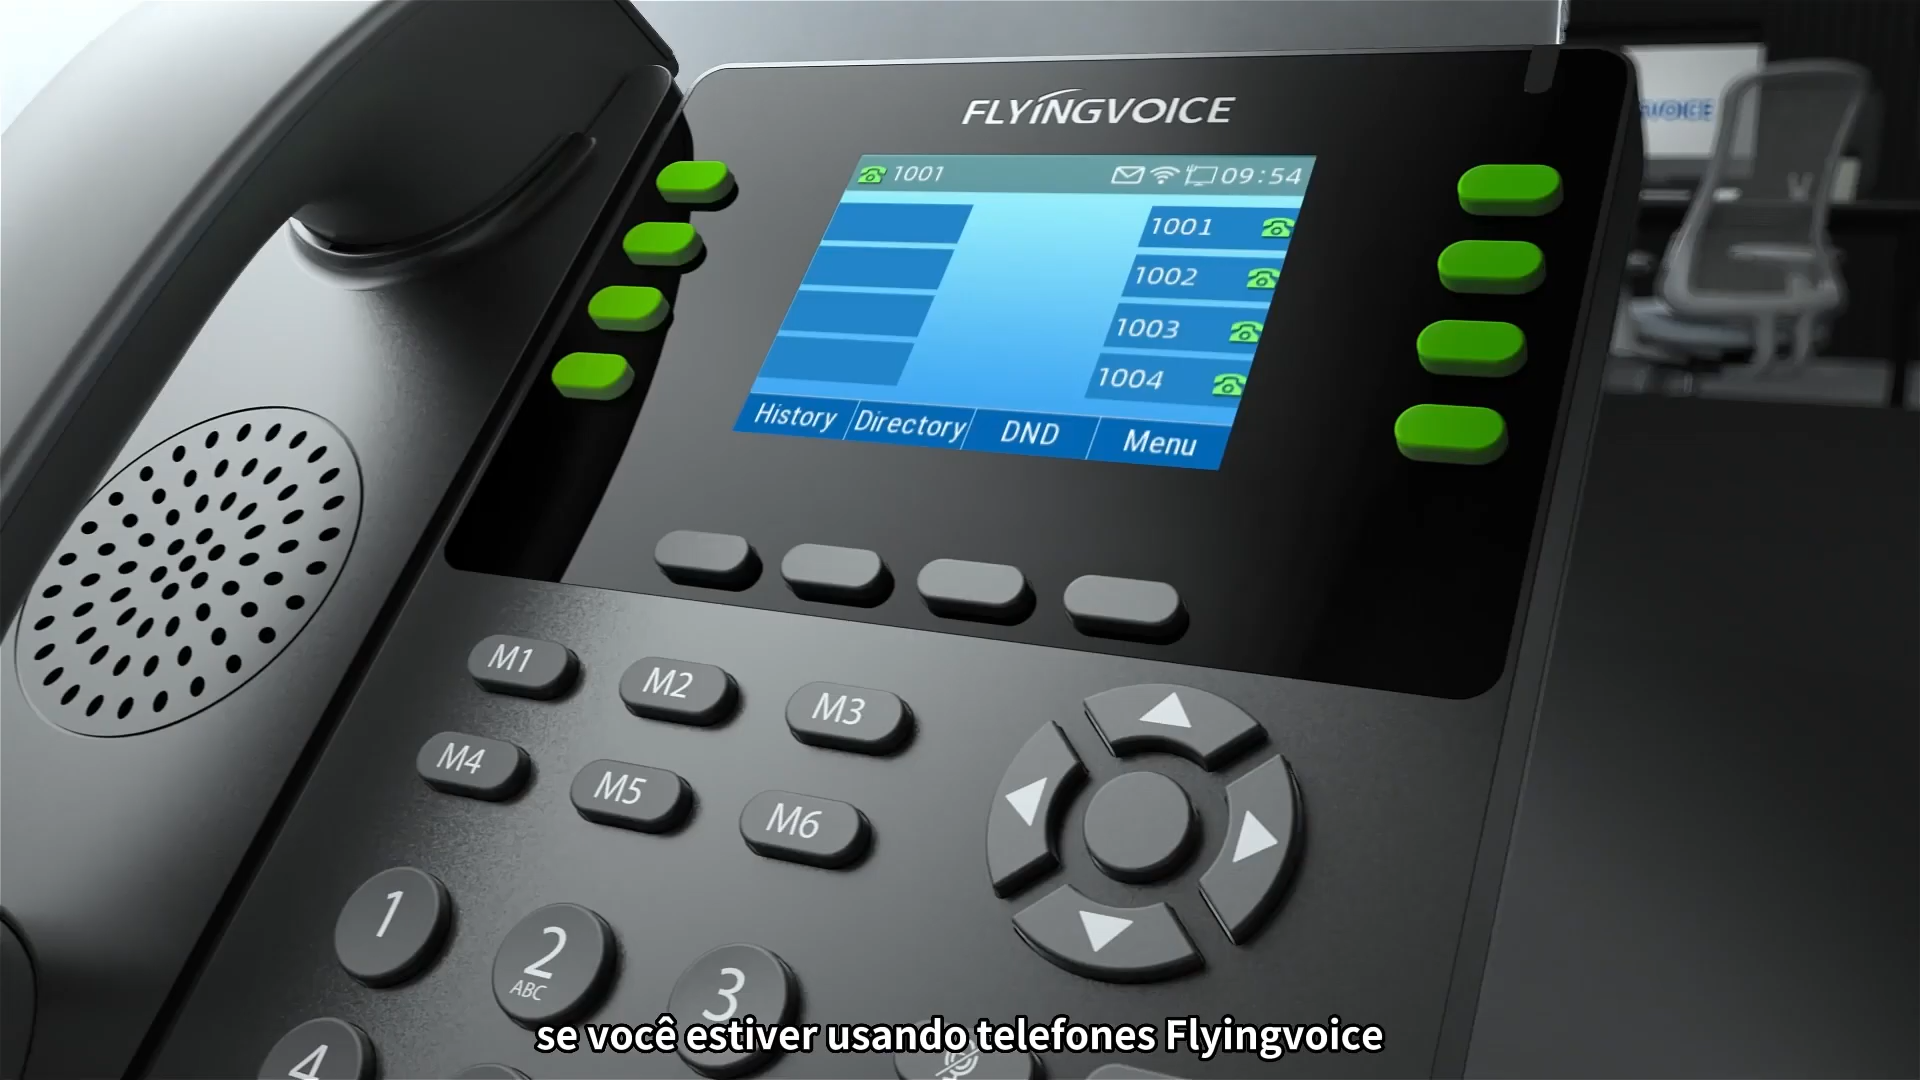 FLYINGVOICE
VOICE
1001
09:54
1001
1002
1003
1004
History
Directory
DND
Menu
M1
M2
M3
M4
M5
M6
1
2
ABC
3
4
se você estiver usando telefones Flyingvoice